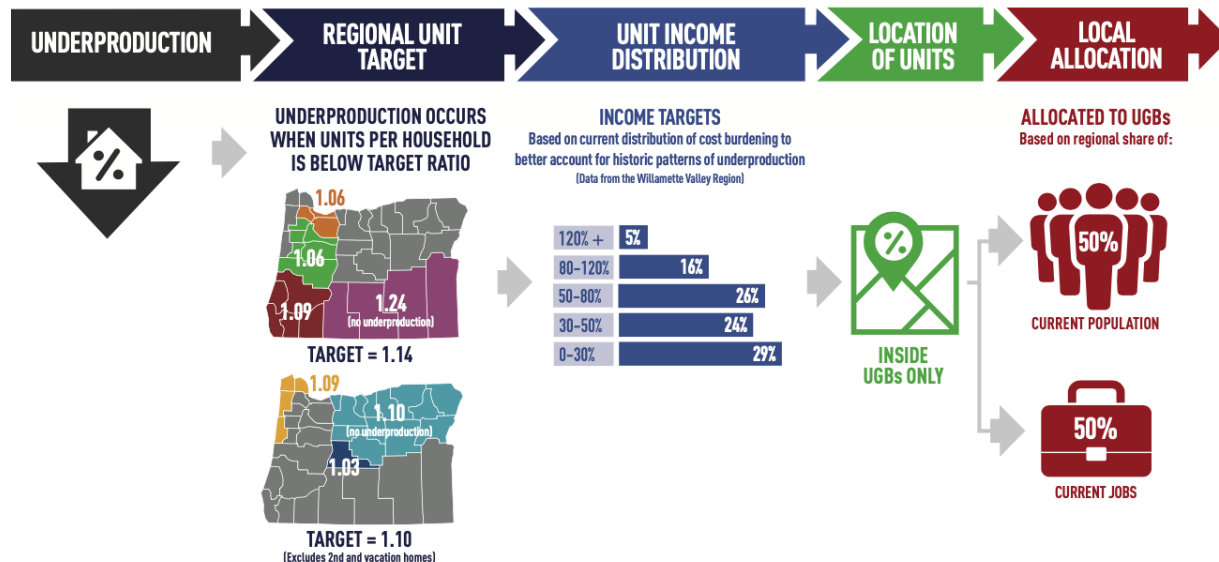 UNDERPRODUCTION
REGIONAL UNIT
TARGET
UNIT INCOME
DISTRIBUTION
LOCATION
OF UNITS
LOCAL
ALLOCATION
%
UNDERPRODUCTION OCCURS
WHEN UNITS PER HOUSEHOLD
IS BELOW TARGET RATIO
1.06
1.06
1.09
1.24
(no underproduction)
TARGET = 1.14
1.09
1.10
(no underproduction)
1.03
TARGET = 1.10
(Excludes 2nd and vacation homes)
INCOME TARGETS
Based on current distribution of cost burdening to
better account for historic patterns of underproduction
(Data from the Willamette Valley Region)
120% + 5%
80-120% 16%
50-80% 26%
30-50% 24%
0-30% 29%
%
INSIDE
UGBs ONLY
ALLOCATED TO UGBs
Based on regional share of:
50%
CURRENT POPULATION
50%
CURRENT JOBS